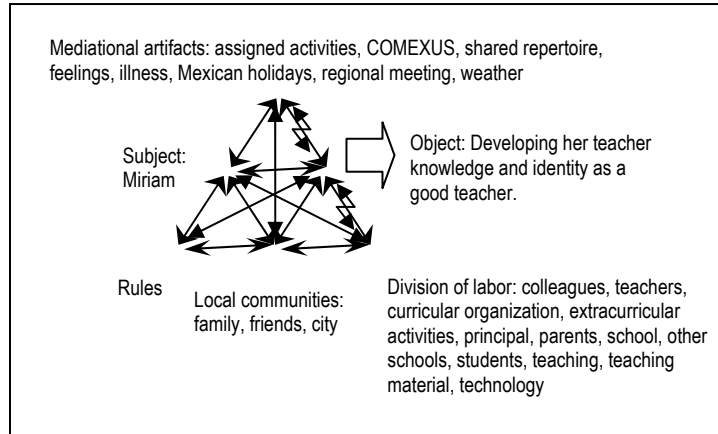 Mediational artifacts: assigned activities, COMEXUS, shared repertoire,
feelings, illness, Mexican holidays, regional meeting, weather
Subject:
Miriam
Object: Developing her teacher
knowledge and identity as a
good teacher.
Rules
Local communities:
family, friends, city
Division of labor: colleagues, teachers,
curricular organization, extracurricular
activities, principal, parents, school, other
schools, students, teaching, teaching
material, technology